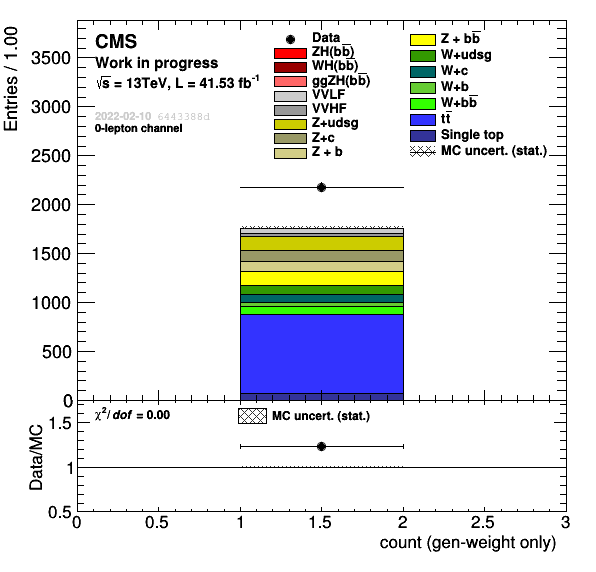 CMS
Work in progress
√s = 13TeV, L = 41.53 fb⁻¹
2022-02-10 6443388d
0-lepton channel
Data
ZH(bb̅)
WH(bb̅)
ggZH(bb̅)
VVLF
VVHF
Z+udsg
Z+c
Z + b
Z + bb̅
W+udsg
W+c
W+b
W+bb̅
tt̅
Single top
MC uncert. (stat.)
Entries / 1.00
3500
3000
2500
2000
1500
1000
500
0
χ²/dof = 0.00
MC uncert. (stat.)
Data/MC
1.5
1
0.5
0 0.5 1 1.5 2 2.5 3
count (gen-weight only)